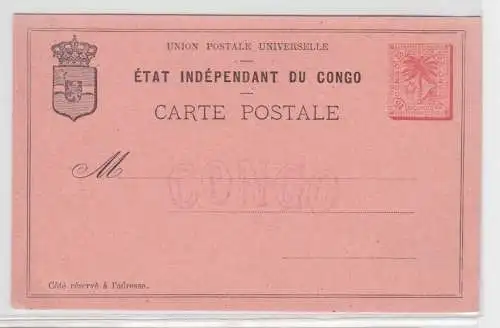 UNION POSTALE UNIVERSELLE
ÉTAT INDÉPENDANT DU CONGO
CARTE POSTALE
M
CONGO
Côté réservé à l'adresse.